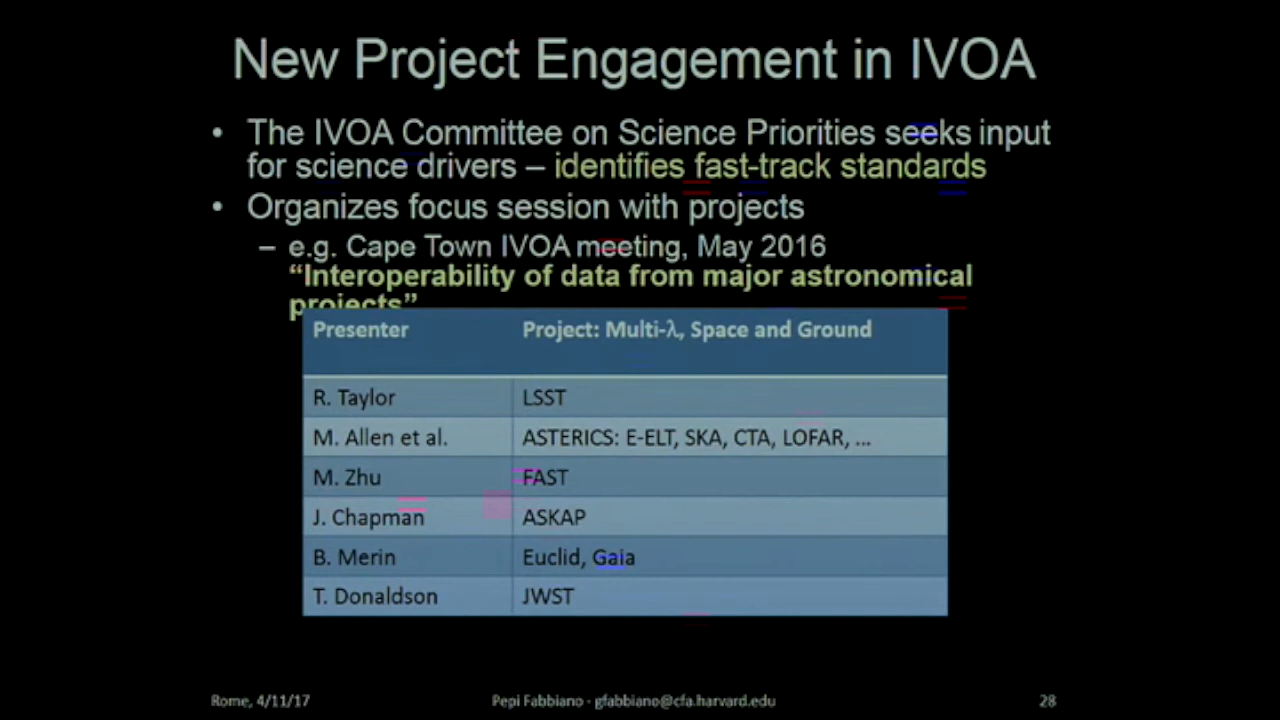 New Project Engagement in IVOA
• The IVOA Committee on Science Priorities seeks input
for science drivers – identifies fast-track standards
• Organizes focus session with projects
– e.g. Cape Town IVOA meeting, May 2016
“Interoperability of data from major astronomical
projects”
Presenter Project: Multi-λ, Space and Ground
R. Taylor LSST
M. Allen et al. ASTERICS: E-ELT, SKA, CTA, LOFAR, ...
M. Zhu FAST
J. Chapman ASKAP
B. Merin Euclid, Gaia
T. Donaldson JWST
Rome, 4/11/17 Pepi Fabbiano - gfabbiano@cfa.harvard.edu 28